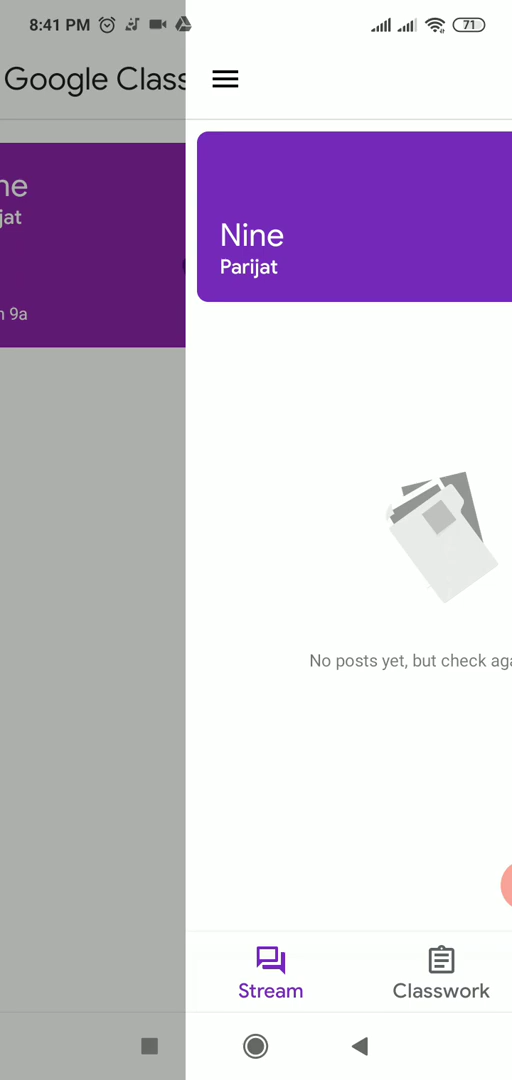 8:41 PM
71
Google Class
ne
jat
n 9a
Nine
Parijat
No posts yet, but check aga
Stream
Classwork